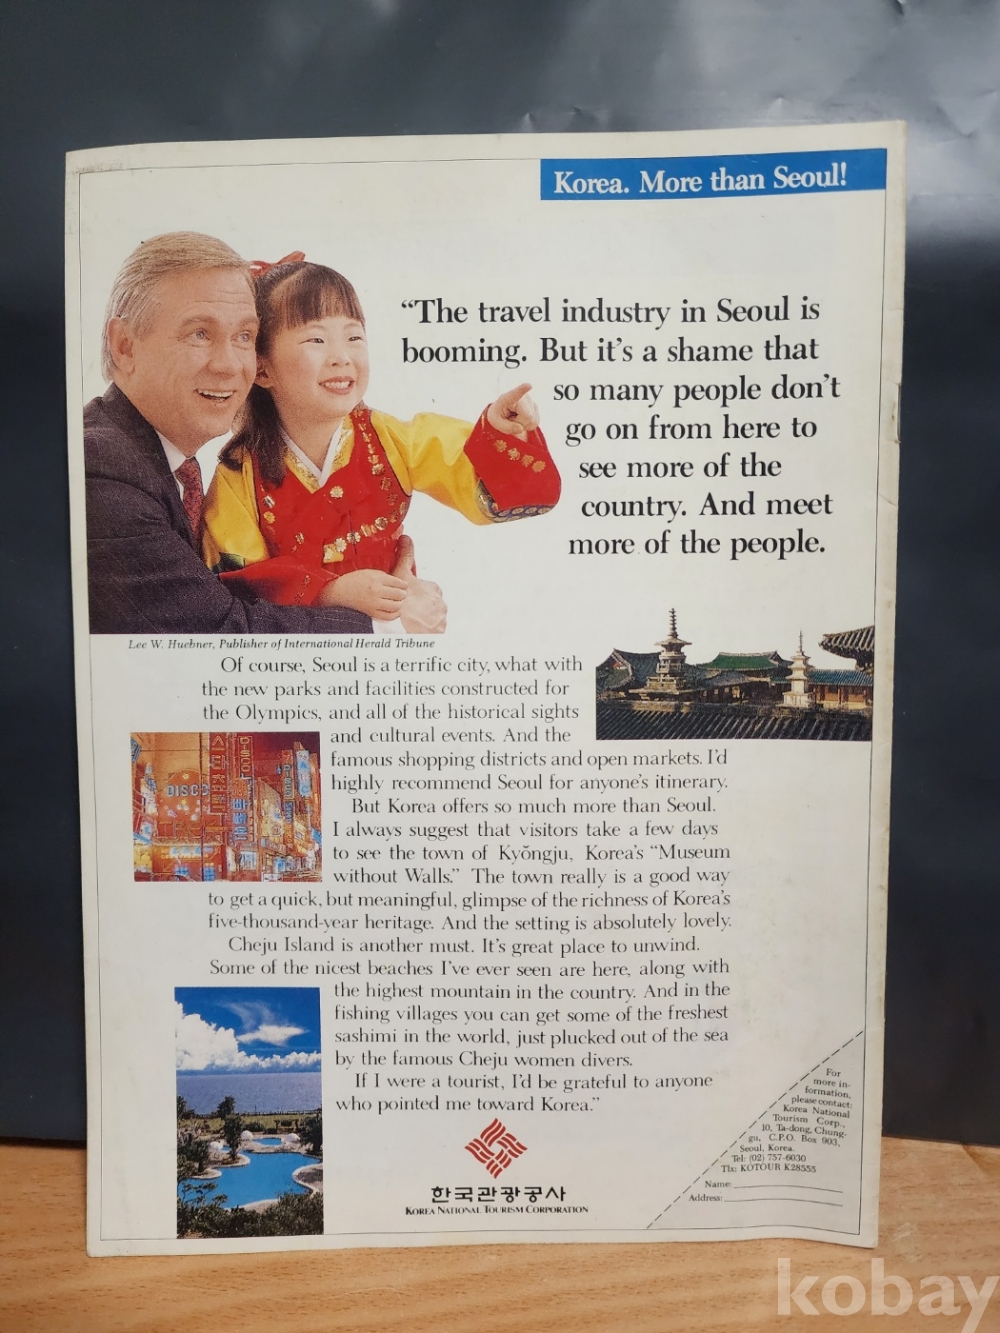 Korea. More than Seoul!
“The travel industry in Seoul is
booming. But it’s a shame that
so many people don’t
go on from here to
see more of the
country. And meet
more of the people.
Lee W. Huebner, Publisher of International Herald Tribune
Of course, Seoul is a terrific city, what with
the new parks and facilities constructed for
the Olympics, and all of the historical sights
and cultural events. And the
famous shopping districts and open markets. I’d
highly recommend Seoul for anyone’s itinerary.
But Korea offers so much more than Seoul.
I always suggest that visitors take a few days
to see the town of Kyŏngju, Korea’s “Museum
without Walls.” The town really is a good way
to get a quick, but meaningful, glimpse of the richness of Korea’s
five-thousand-year heritage. And the setting is absolutely lovely.
Cheju Island is another must. It’s great place to unwind.
Some of the nicest beaches I’ve ever seen are here, along with
the highest mountain in the country. And in the
fishing villages you can get some of the freshest
sashimi in the world, just plucked out of the sea
by the famous Cheju women divers.
If I were a tourist, I’d be grateful to anyone
who pointed me toward Korea.”
DISCO
한국관광공사
KOREA NATIONAL TOURISM CORPORATION
For
more in-
formation,
please contact:
Korea National
Tourism Corp.,
10, Ta-dong, Chung-
gu, C.P.O. Box 903,
Seoul, Korea.
Tel: (02) 757-6030
Tlx: KOTOUR K28555
Name:
Address:
kobay